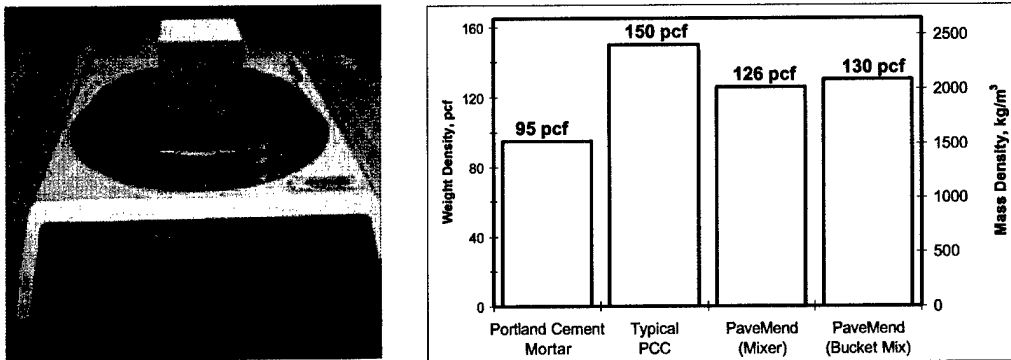 160
120
80
40
0
Weight Density, pcf
95 pcf
150 pcf
126 pcf
130 pcf
2500
2000
1500
1000
500
0
Mass Density, kg/m³
Portland Cement
Mortar
Typical
PCC
PaveMend
(Mixer)
PaveMend
(Bucket Mix)